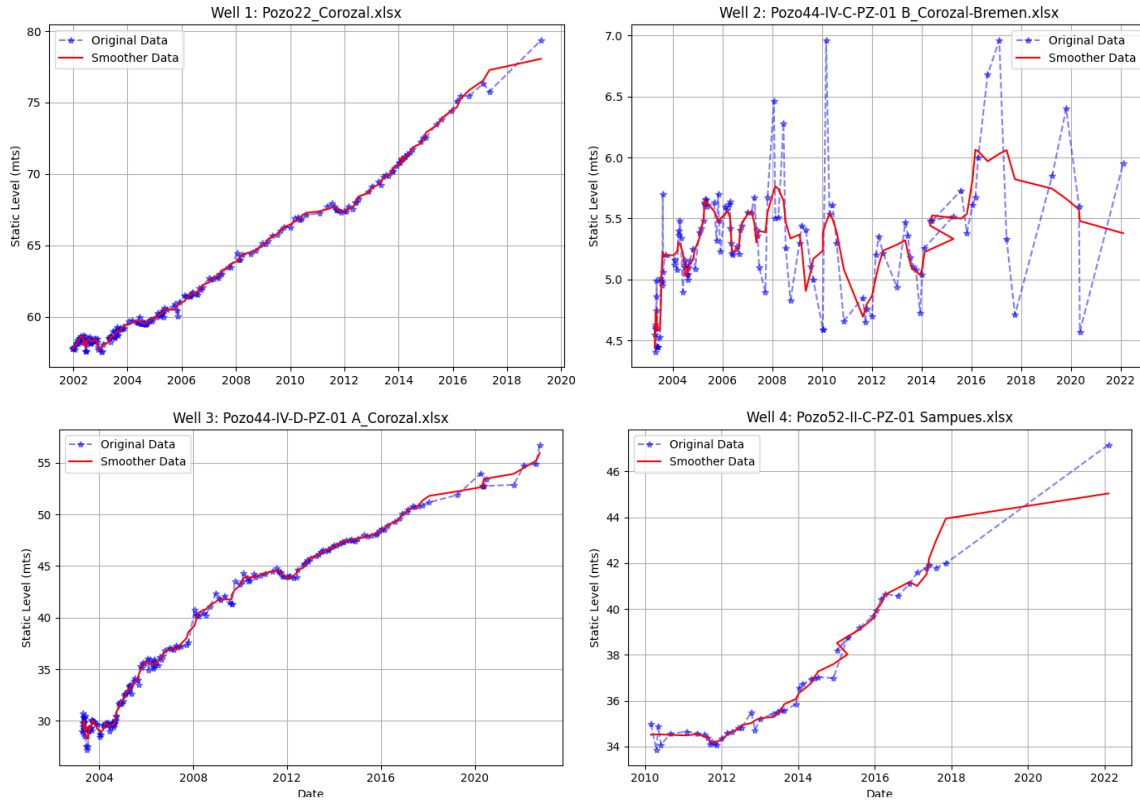 Well 1: Pozo22_Corozal.xlsx
Original Data
Smoother Data
Static Level (mts)
80
75
70
65
60
2002 2004 2006 2008 2010 2012 2014 2016 2018 2020
Well 2: Pozo44-IV-C-PZ-01 B_Corozal-Bremen.xlsx
Original Data
Smoother Data
Static Level (mts)
7.0
6.5
6.0
5.5
5.0
4.5
2004 2006 2008 2010 2012 2014 2016 2018 2020 2022
Well 3: Pozo44-IV-D-PZ-01 A_Corozal.xlsx
Original Data
Smoother Data
Static Level (mts)
55
50
45
40
35
30
2004 2008 2012 2016 2020
Date
Well 4: Pozo52-II-C-PZ-01 Sampues.xlsx
Original Data
Smoother Data
Static Level (mts)
46
44
42
40
38
36
34
2010 2012 2014 2016 2018 2020 2022
Date